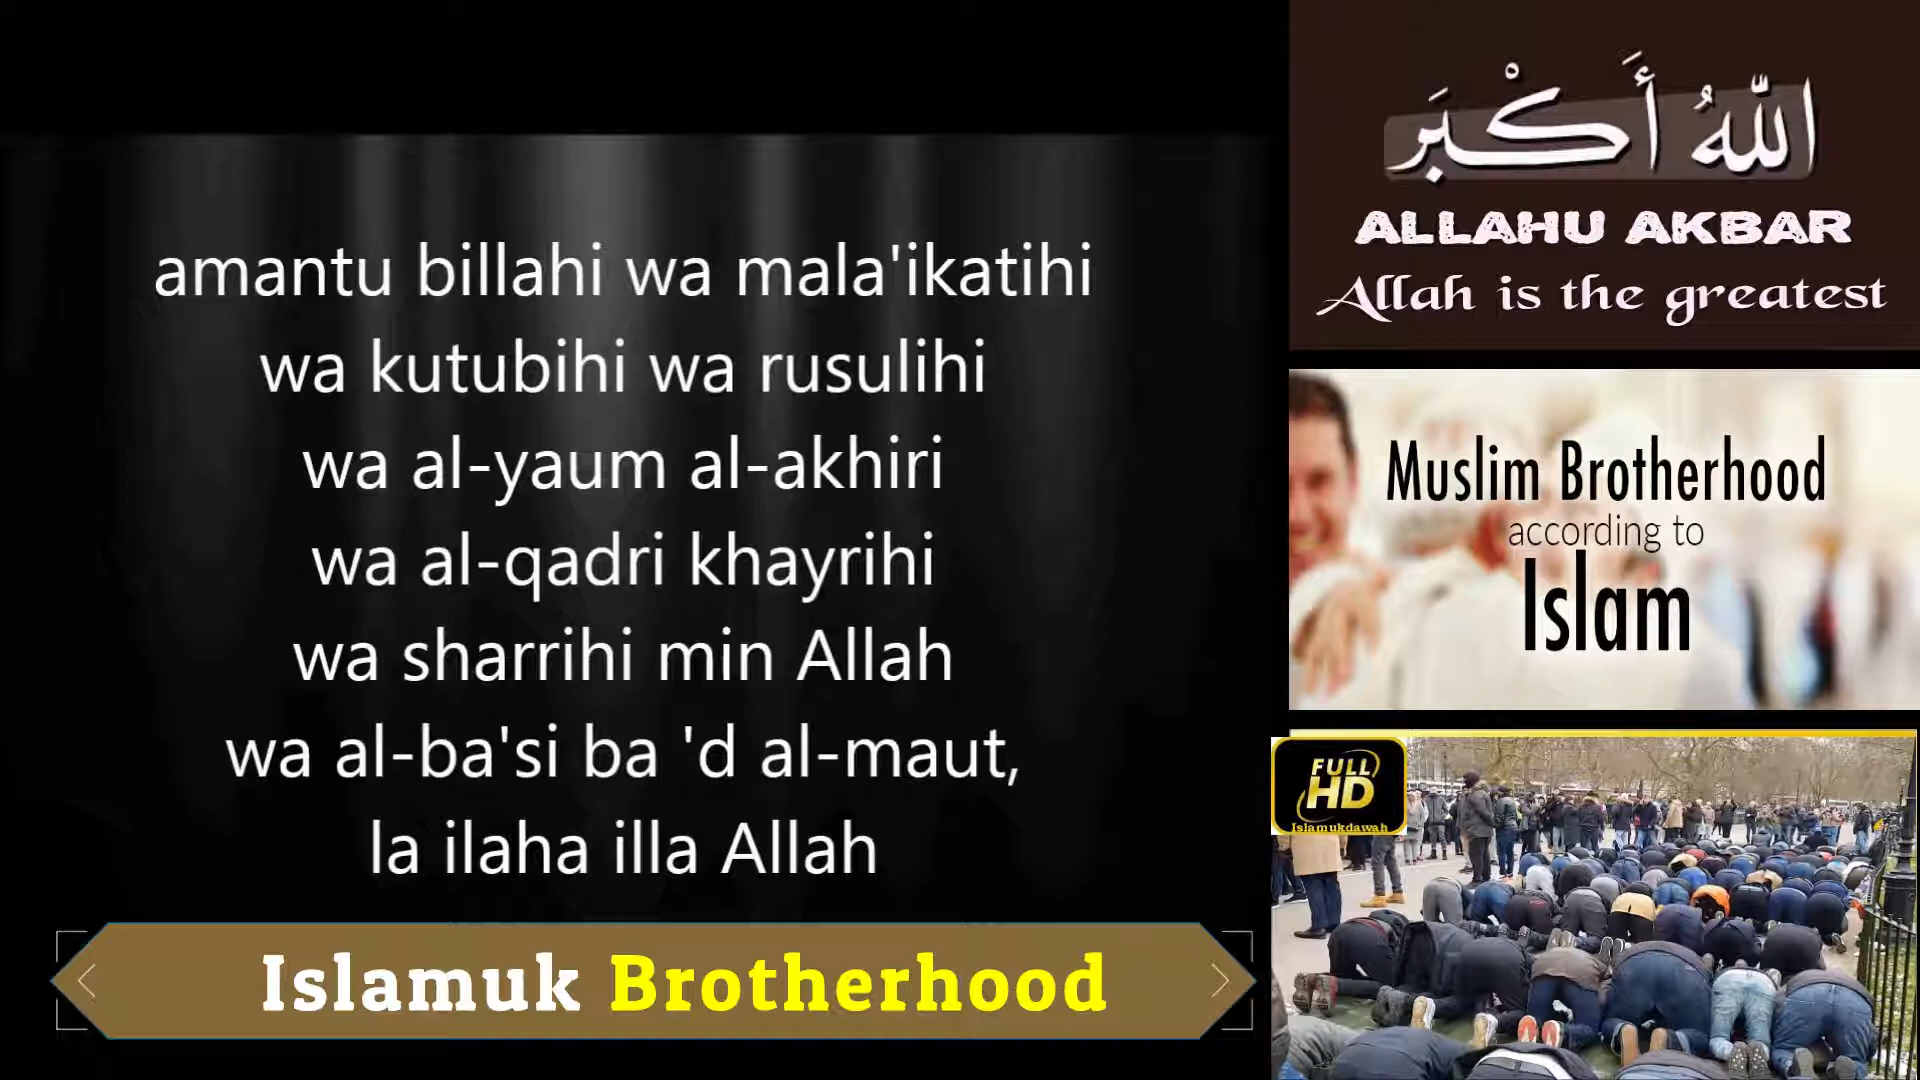 amantu billahi wa mala'ikatihi
wa kutubihi wa rusulihi
wa al-yaum al-akhiri
wa al-qadri khayrihi
wa sharrihi min Allah
wa al-ba'si ba 'd al-maut,
la ilaha illa Allah
Islamuk Brotherhood
اللهُ أَكْبَر
ALLAHU AKBAR
Allah is the greatest
Muslim Brotherhood
according to
Islam
FULL
HD
Islamukdawah